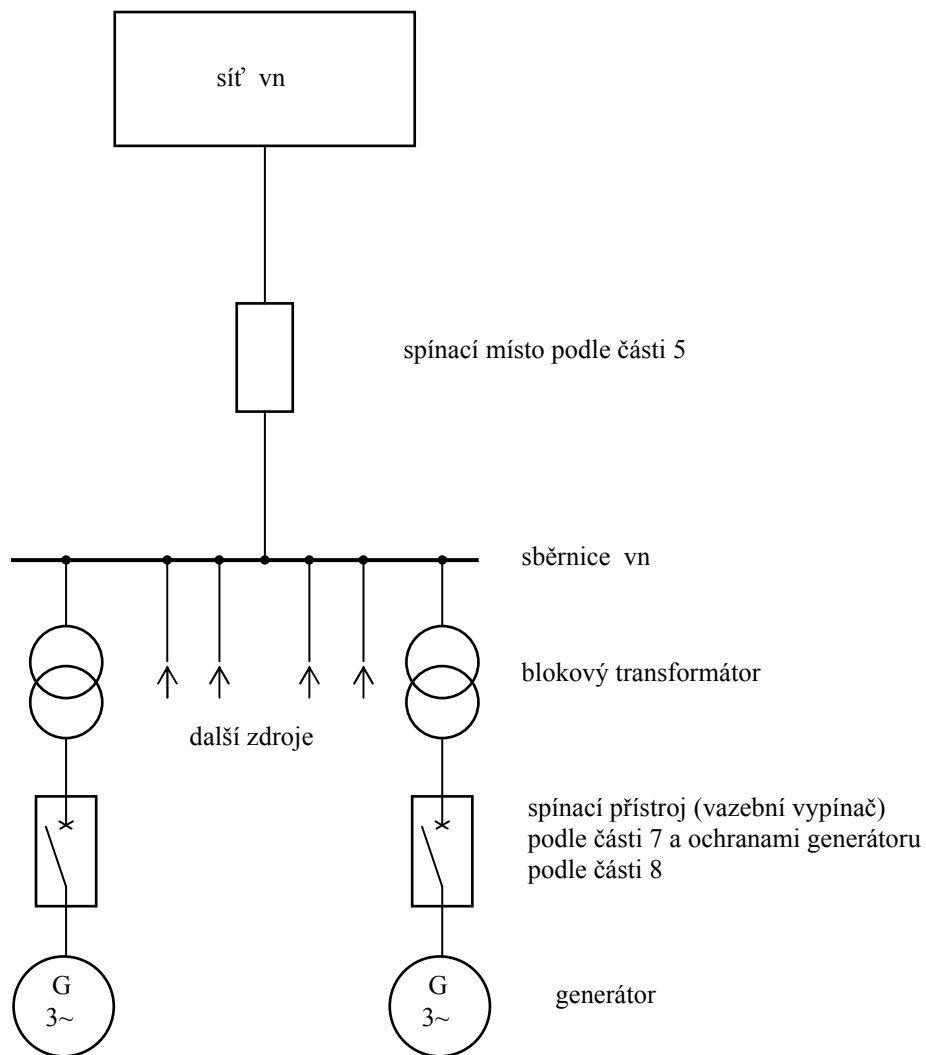 síť vn
spínací místo podle části 5
sběrnice vn
blokový transformátor
další zdroje
spínací přístroj (vazební vypínač)
podle části 7 a ochranami generátoru
podle části 8
G
3~
G
3~
generátor